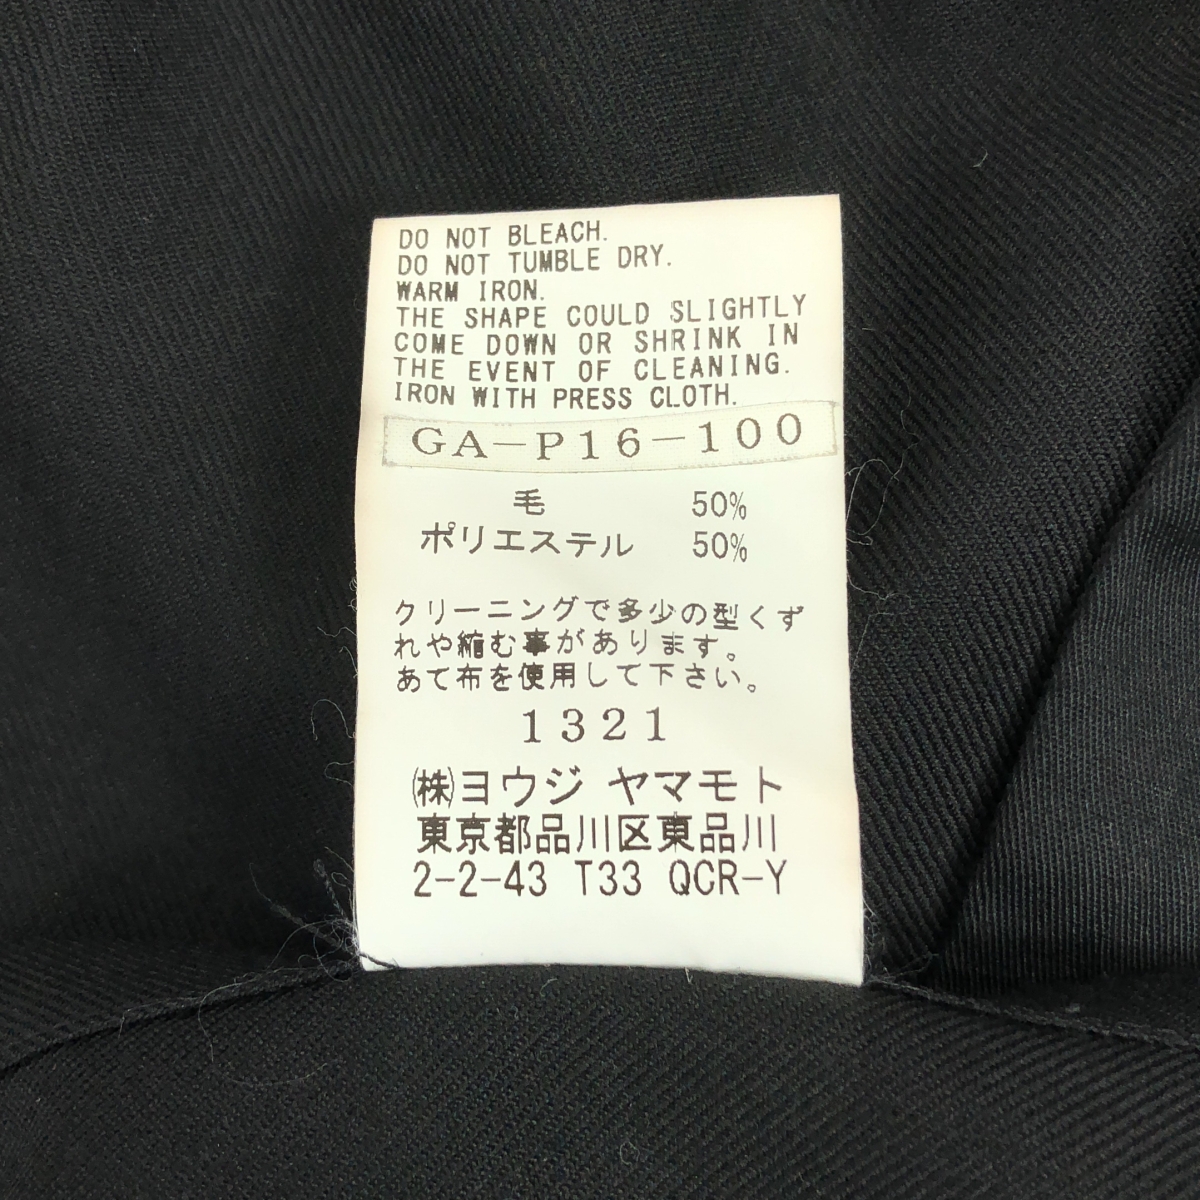 DO NOT BLEACH.
DO NOT TUMBLE DRY.
WARM IRON.
THE SHAPE COULD SLIGHTLY
COME DOWN OR SHRINK IN
THE EVENT OF CLEANING.
IRON WITH PRESS CLOTH.
GA-P16-100
毛 50%
ポリエステル 50%
クリーニングで多少の型くず
れや縮む事があります。
あて布を使用して下さい。
1321
㈱ヨウジ ヤマモト
東京都品川区東品川
2-2-43 T33 QCR-Y